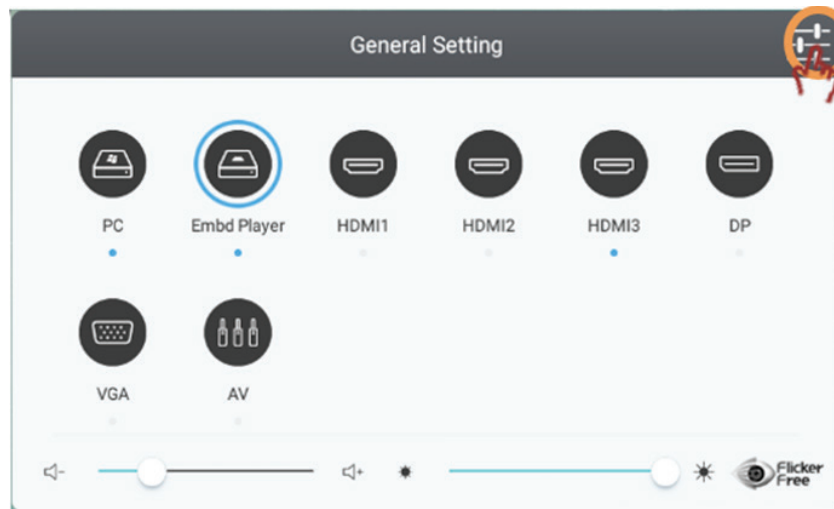 General Setting
PC
Embd Player
HDMI1
HDMI2
HDMI3
DP
VGA
AV
Flicker
Free